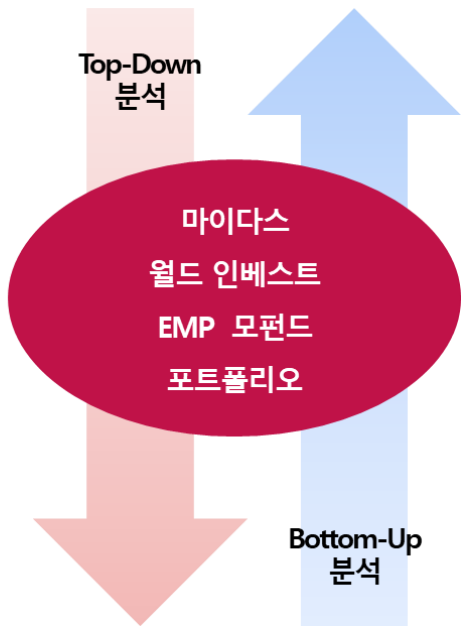 Top-Down
분석
마이다스
월드 인베스트
EMP 모펀드
포트폴리오
Bottom-Up
분석